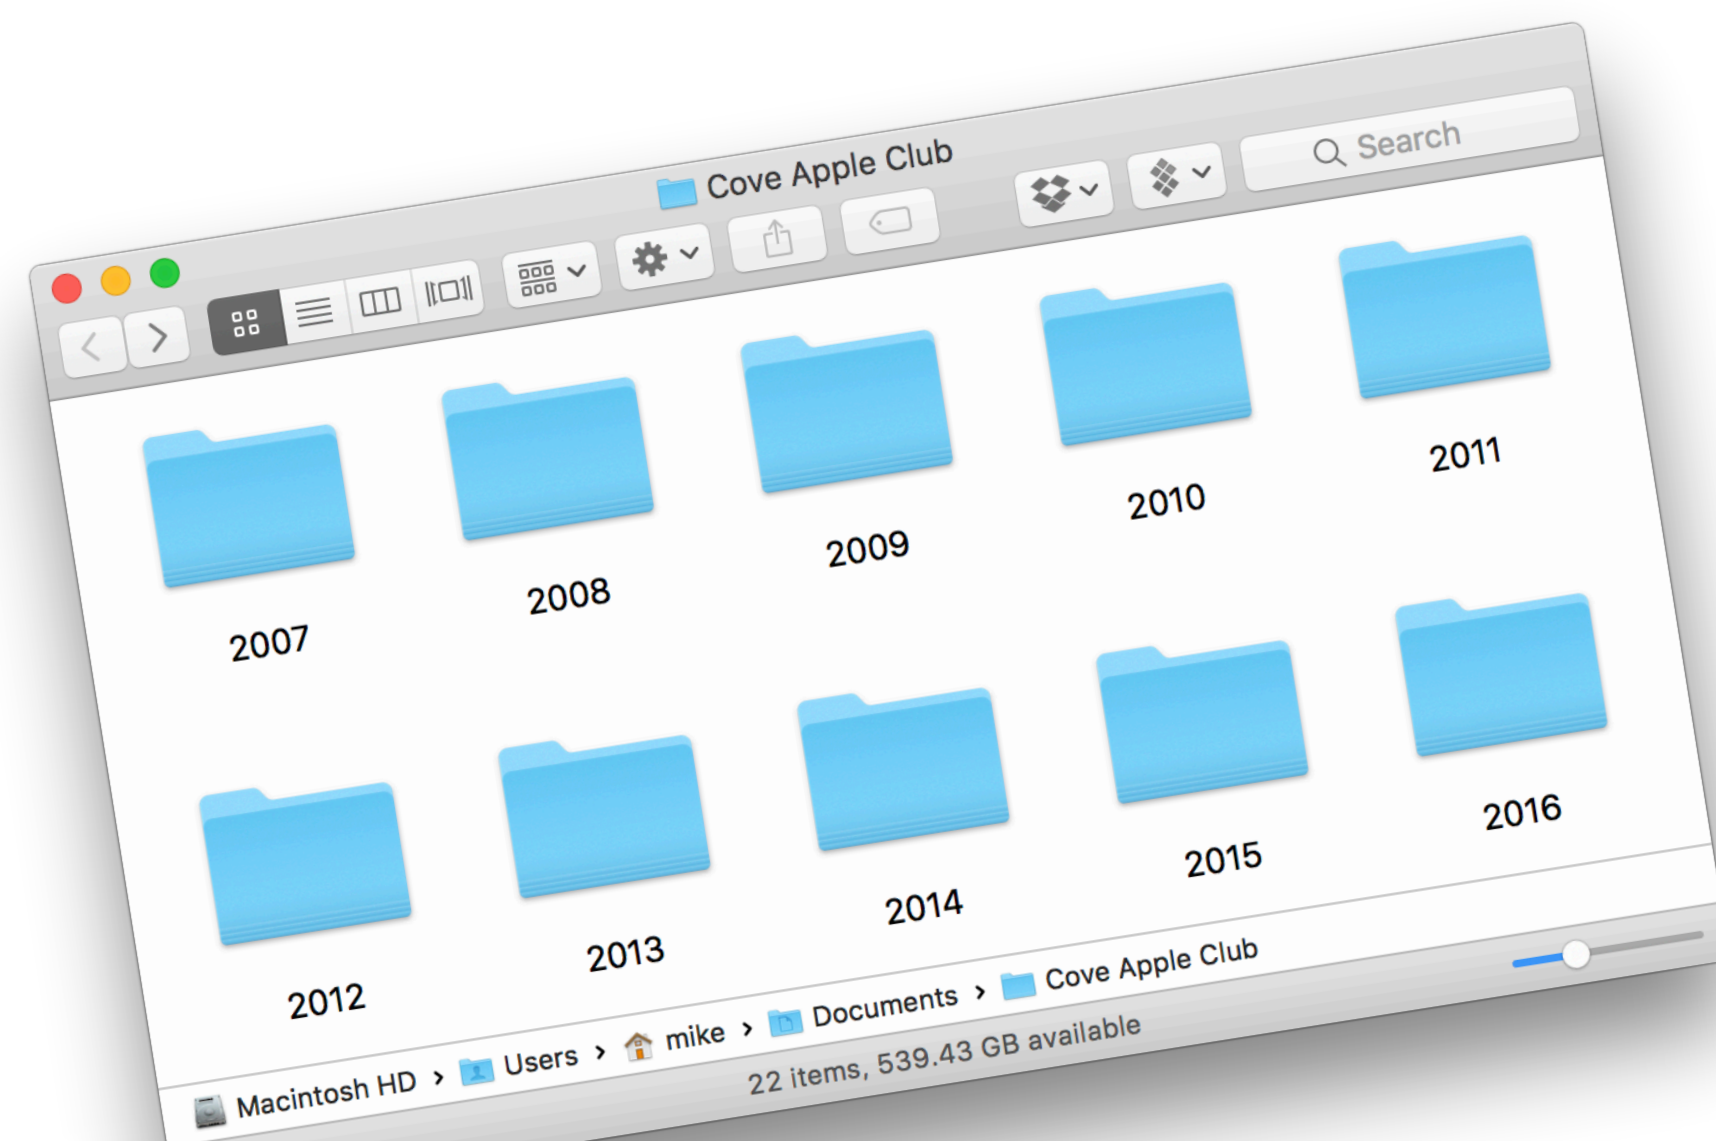 Cove Apple Club
Search
2007
2008
2009
2010
2011
2012
2013
2014
2015
2016
Macintosh HD › Users › mike › Documents › Cove Apple Club
22 items, 539.43 GB available